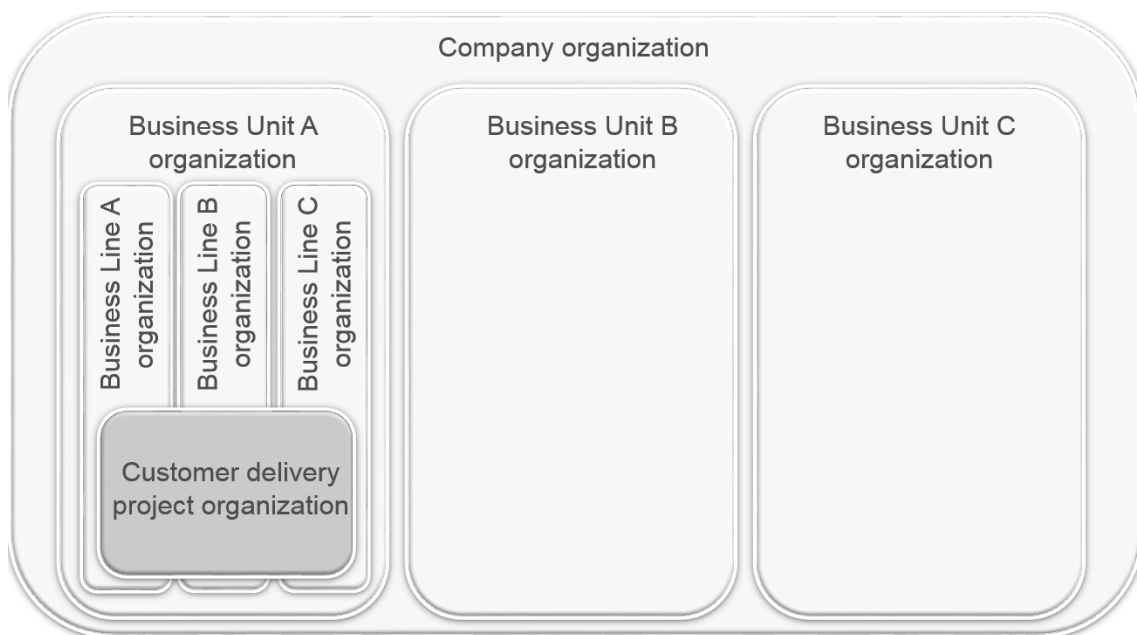 Company organization
Business Unit A
organization
Business Line A
organization
Business Line B
organization
Business Line C
organization
Customer delivery
project organization
Business Unit B
organization
Business Unit C
organization